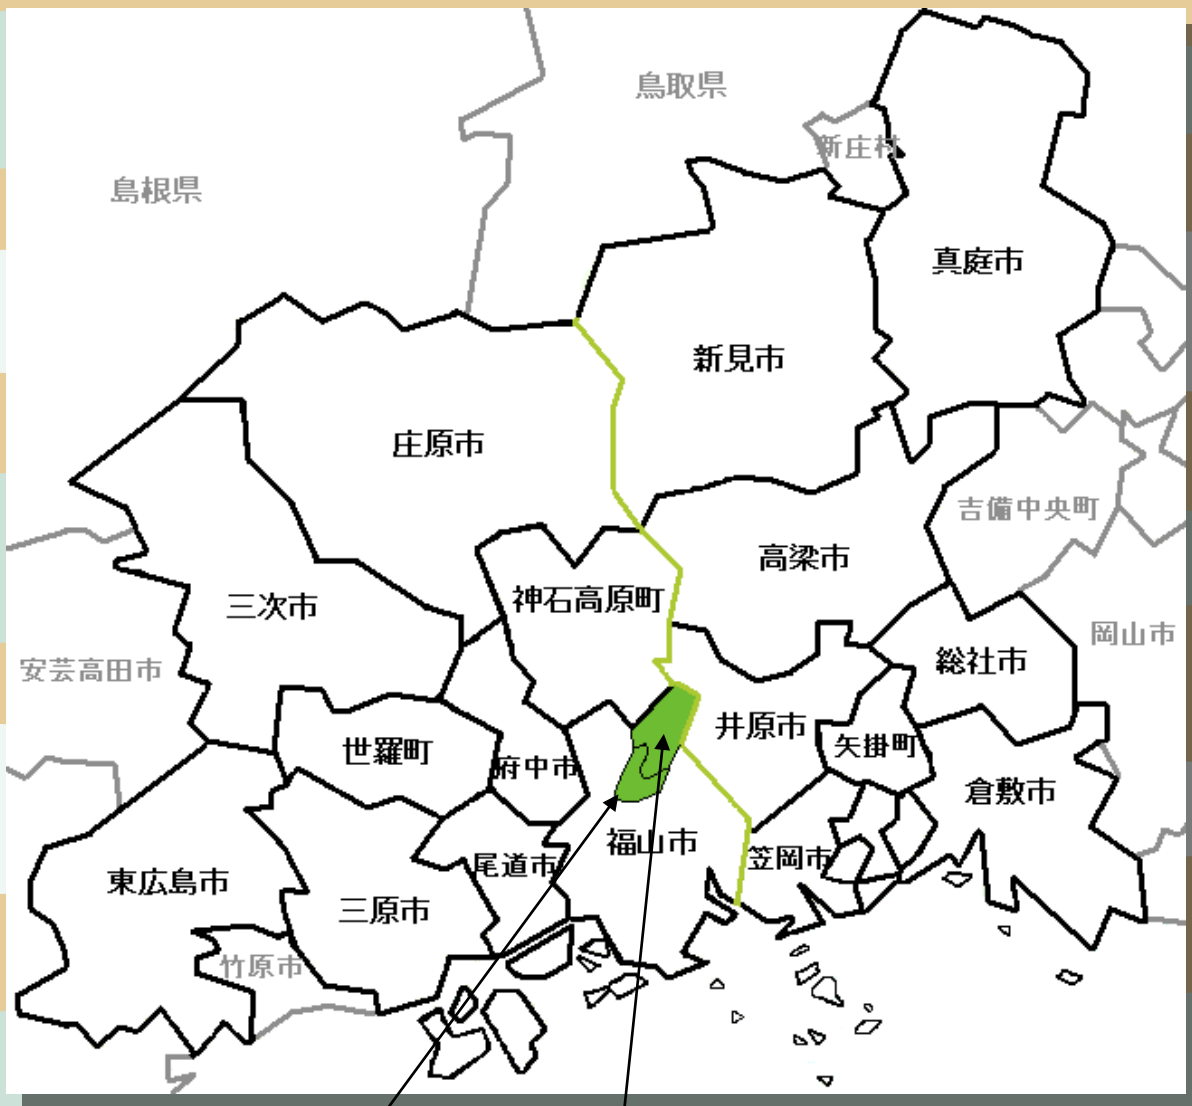 鳥取県
新庄村
島根県
真庭市
新見市
庄原市
吉備中央町
高梁市
神石高原町
三次市
岡山市
総社市
安芸高田市
井原市
矢掛町
世羅町
府中市
倉敷市
福山市
笠岡市
尾道市
東広島市
三原市
竹原市